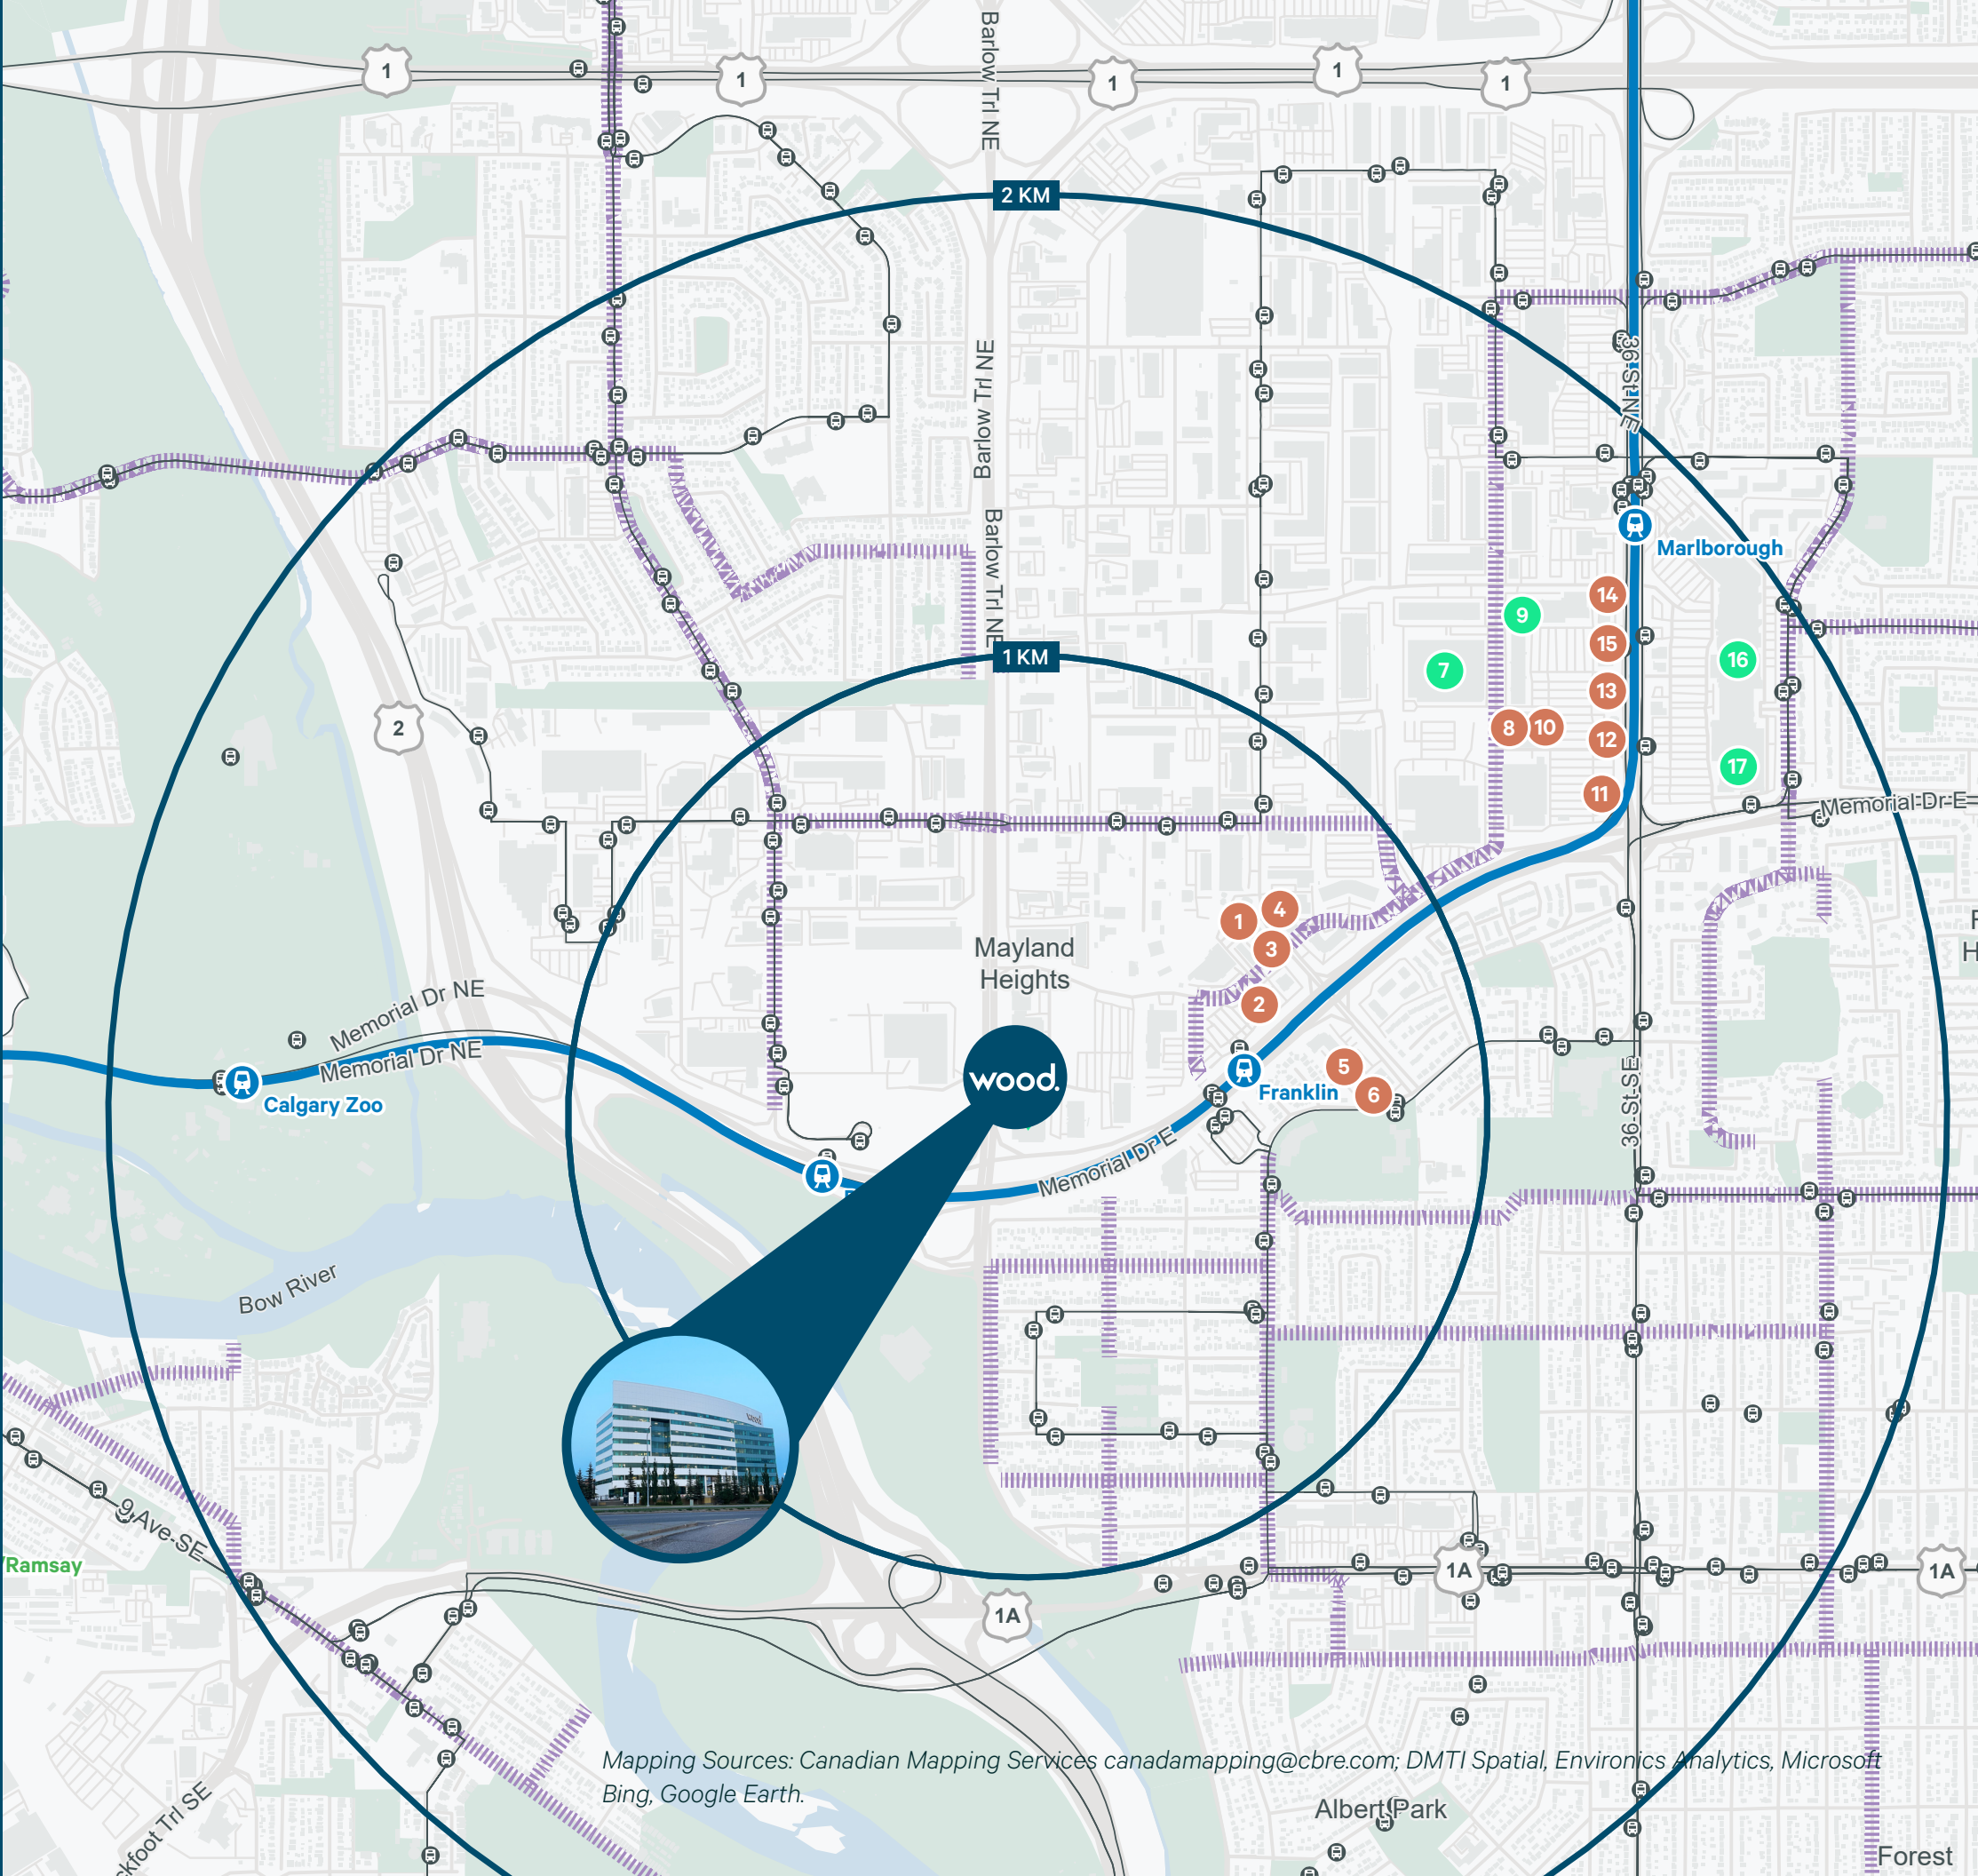 Barlow Trl NE
1
1
1
1
1
2 KM
36 St NE
Barlow Trl NE
Barlow Trl NE
Marlborough
14
9
15
1 KM
7
16
13
2
8
10
12
17
11
Memorial Dr E
4
1
3
Mayland
Heights
2
Memorial Dr NE
Memorial Dr NE
wood.
5
Franklin
6
Calgary Zoo
36 St SE
Memorial Dr E
Bow River
9 Ave SE
/Ramsay
1A
1A
1A
Mapping Sources: Canadian Mapping Services canadamapping@cbre.com; DMTI Spatial, Environics Analytics, Microsoft
Bing, Google Earth.
Albert Park
ckfoot Trl SE
Forest